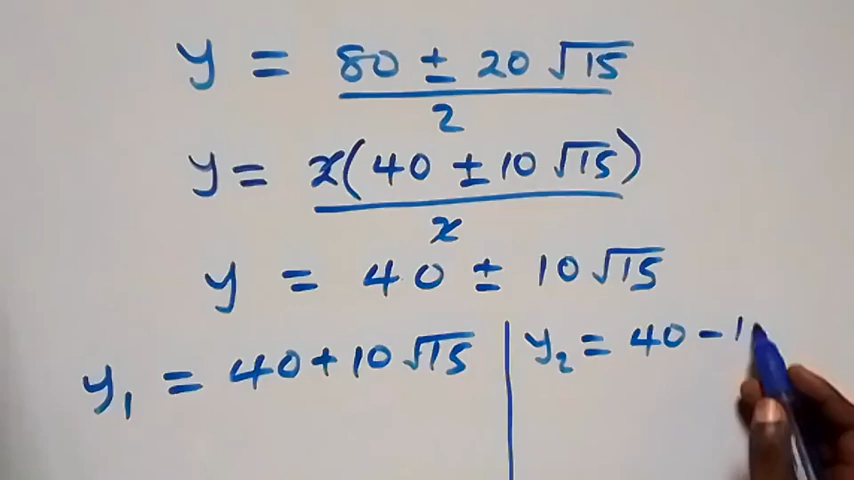 y = 80 ± 20 √15
2
y = 2(40 ± 10 √15)
2
y = 40 ± 10 √15
y₁ = 40 + 10 √15 | y₂ = 40 - 1